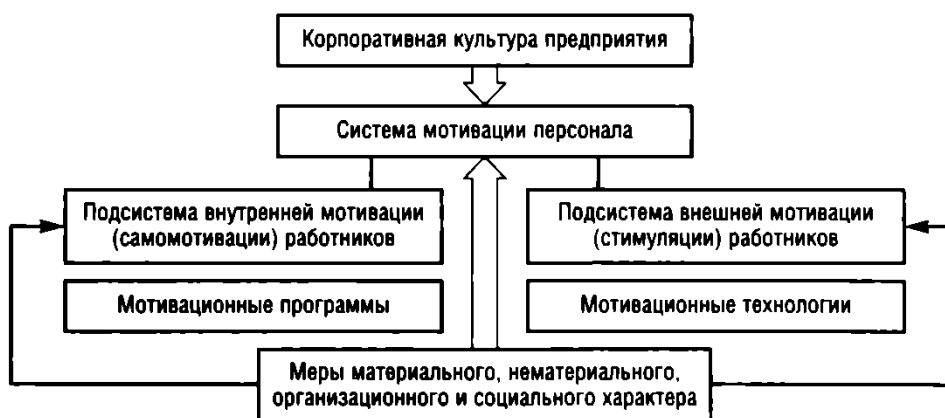 Корпоративная культура предприятия
Система мотивации персонала
Подсистема внутренней мотивации
(самомотивации) работников
Подсистема внешней мотивации
(стимуляции) работников
Мотивационные программы
Мотивационные технологии
Меры материального, нематериального,
организационного и социального характера